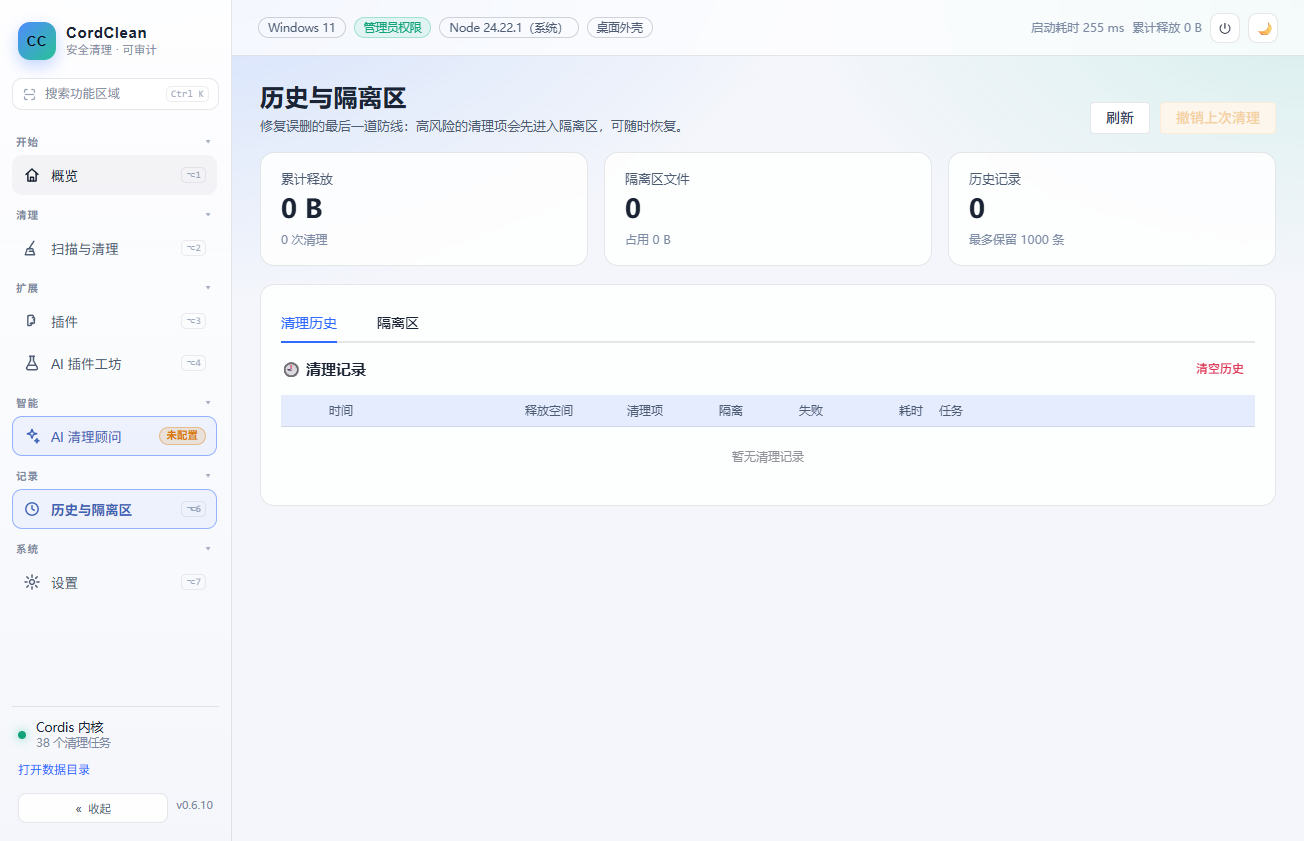 CC
CordClean
安全清理 · 可审计
搜索功能区域 Ctrl K
开始
概览 ⌥1
清理
扫描与清理 ⌥2
扩展
插件 ⌥3
AI 插件工坊 ⌥4
智能
AI 清理顾问 未配置
记录
历史与隔离区 ⌥6
系统
设置 ⌥7
Cordis 内核
38 个清理任务
打开数据目录
« 收起 v0.6.10
Windows 11 管理员权限 Node 24.22.1（系统） 桌面外壳 启动耗时 255 ms 累计释放 0 B
历史与隔离区
修复误删的最后一道防线：高风险的清理项会先进入隔离区，可随时恢复。
刷新 撤销上次清理
累计释放
0 B
0 次清理
隔离区文件
0
占用 0 B
历史记录
0
最多保留 1000 条
清理历史 隔离区
清理记录 清空历史
时间 释放空间 清理项 隔离 失败 耗时 任务
暂无清理记录